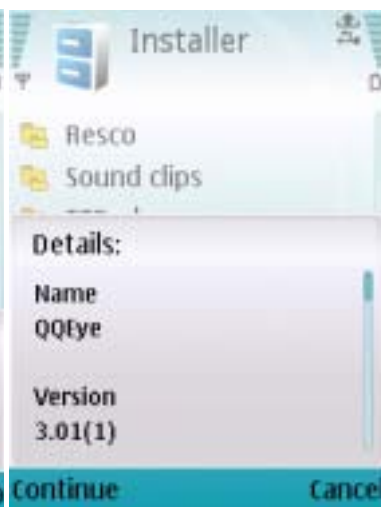 Installer
Resco
Sound clips
Details:
Name
QQEye
Version
3.01(1)
Continue
Cancel